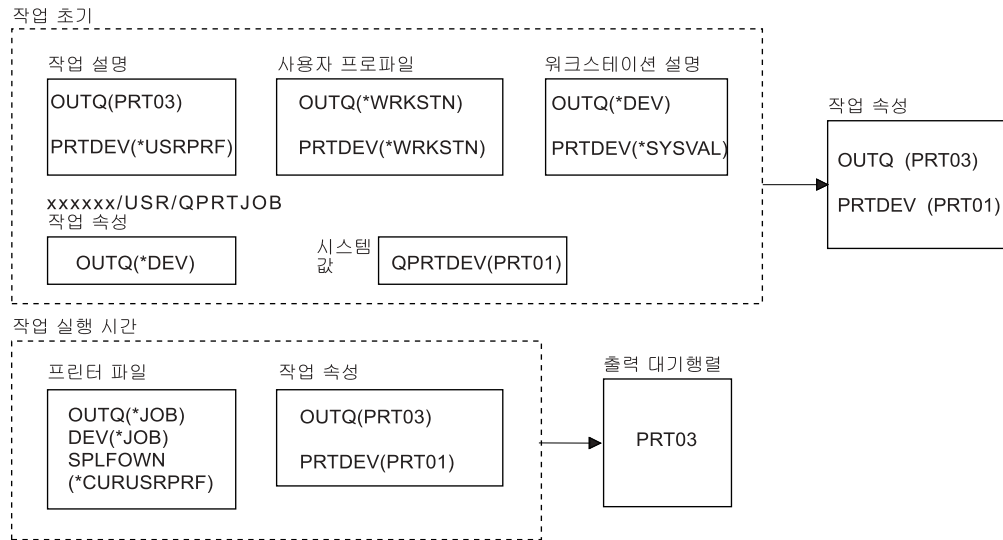 작업 초기
작업 설명
OUTQ(PRT03)
PRTDEV(*USRPRF)
사용자 프로파일
OUTQ(*WRKSTN)
PRTDEV(*WRKSTN)
워크스테이션 설명
OUTQ(*DEV)
PRTDEV(*SYSVAL)
작업 속성
OUTQ (PRT03)
PRTDEV (PRT01)
xxxxxx/USR/QPRTJOB
작업 속성
OUTQ(*DEV)
시스템
값
QPRTDEV(PRT01)
작업 실행 시간
프린터 파일
OUTQ(*JOB)
DEV(*JOB)
SPLFOWN
(*CURUSRPRF)
작업 속성
OUTQ(PRT03)
PRTDEV(PRT01)
출력 대기행렬
PRT03